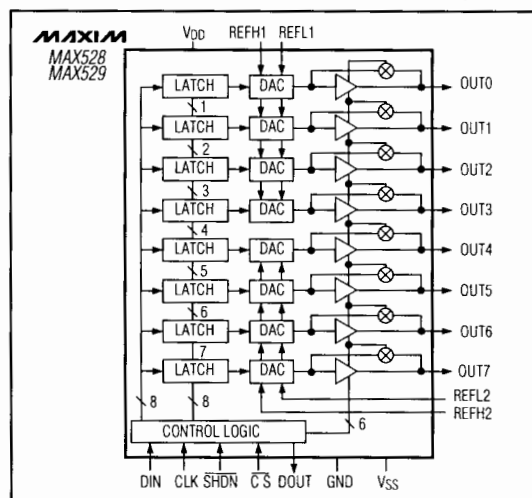 MAXIM
MAX528
MAX529
VDD REFH1 REFL1
LATCH DAC OUT0
1
LATCH DAC OUT1
2
LATCH DAC OUT2
3
LATCH DAC OUT3
4
LATCH DAC OUT4
5
LATCH DAC OUT5
6
LATCH DAC OUT6
7
LATCH DAC OUT7
REFL2
8 8 REFH2
6
CONTROL LOGIC
DIN CLK SHDN CS DOUT GND VSS